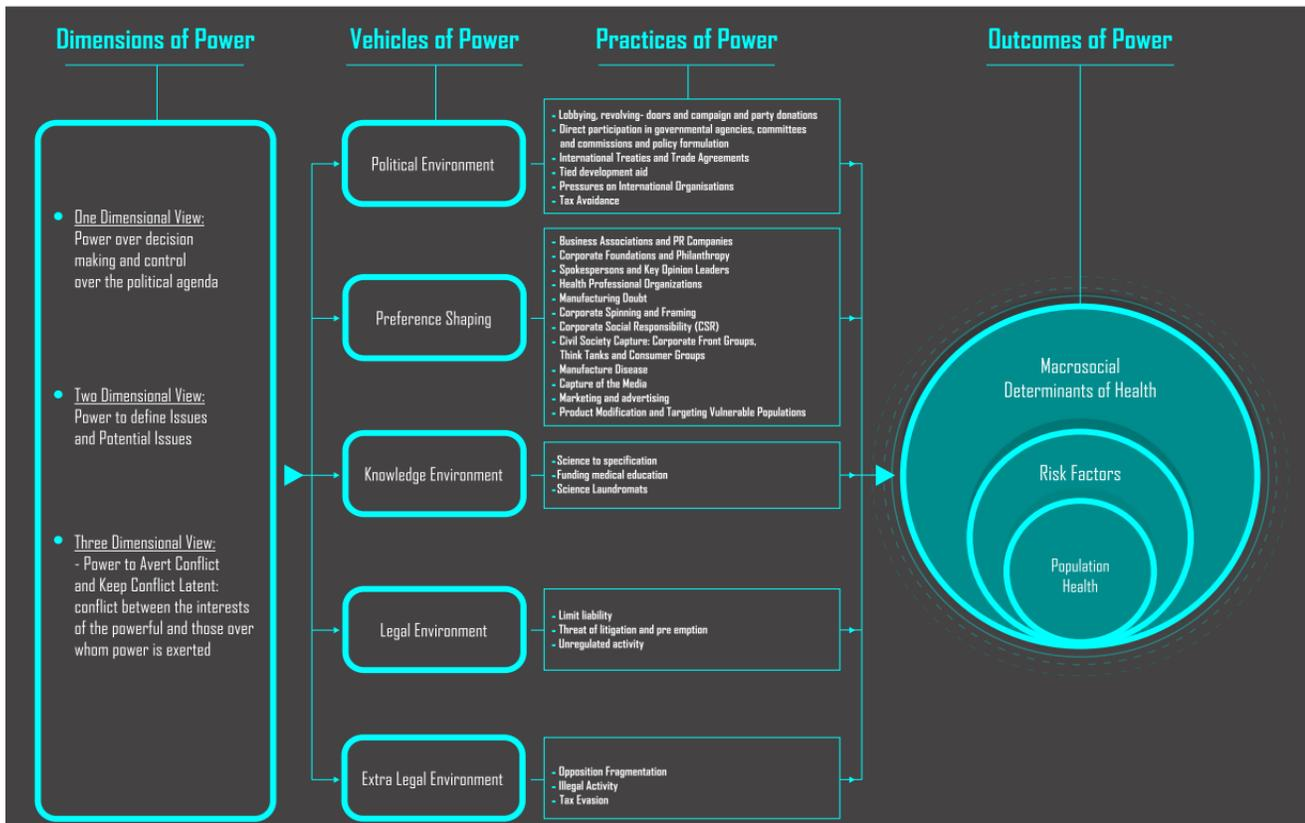 Dimensions of Power
Vehicles of Power
Practices of Power
Outcomes of Power
• One Dimensional View:
Power over decision
making and control
over the political agenda
• Two Dimensional View:
Power to define Issues
and Potential Issues
• Three Dimensional View:
- Power to Avert Conflict
and Keep Conflict Latent:
conflict between the interests
of the powerful and those over
whom power is exerted
Political Environment
- Lobbying, revolving- doors and campaign and party donations
- Direct participation in governmental agencies, committees
and commissions and policy formulation
- International Treaties and Trade Agreements
- Tied development aid
- Pressures on International Organisations
- Tax Avoidance
Preference Shaping
- Business Associations and PR Companies
- Corporate Foundations and Philanthropy
- Spokespersons and Key Opinion Leaders
- Health Professional Organizations
- Manufacturing Doubt
- Corporate Spinning and Framing
- Corporate Social Responsibility (CSR)
- Civil Society Capture: Corporate Front Groups,
Think Tanks and Consumer Groups
- Manufacture Disease
- Capture of the Media
- Marketing and advertising
- Product Modification and Targeting Vulnerable Populations
Knowledge Environment
- Science to specification
- Funding medical education
- Science Laundromats
Legal Environment
- Limit liability
- Threat of litigation and pre emption
- Unregulated activity
Extra Legal Environment
- Opposition Fragmentation
- Illegal Activity
- Tax Evasion
Macrosocial
Determinants of Health
Risk Factors
Population
Health